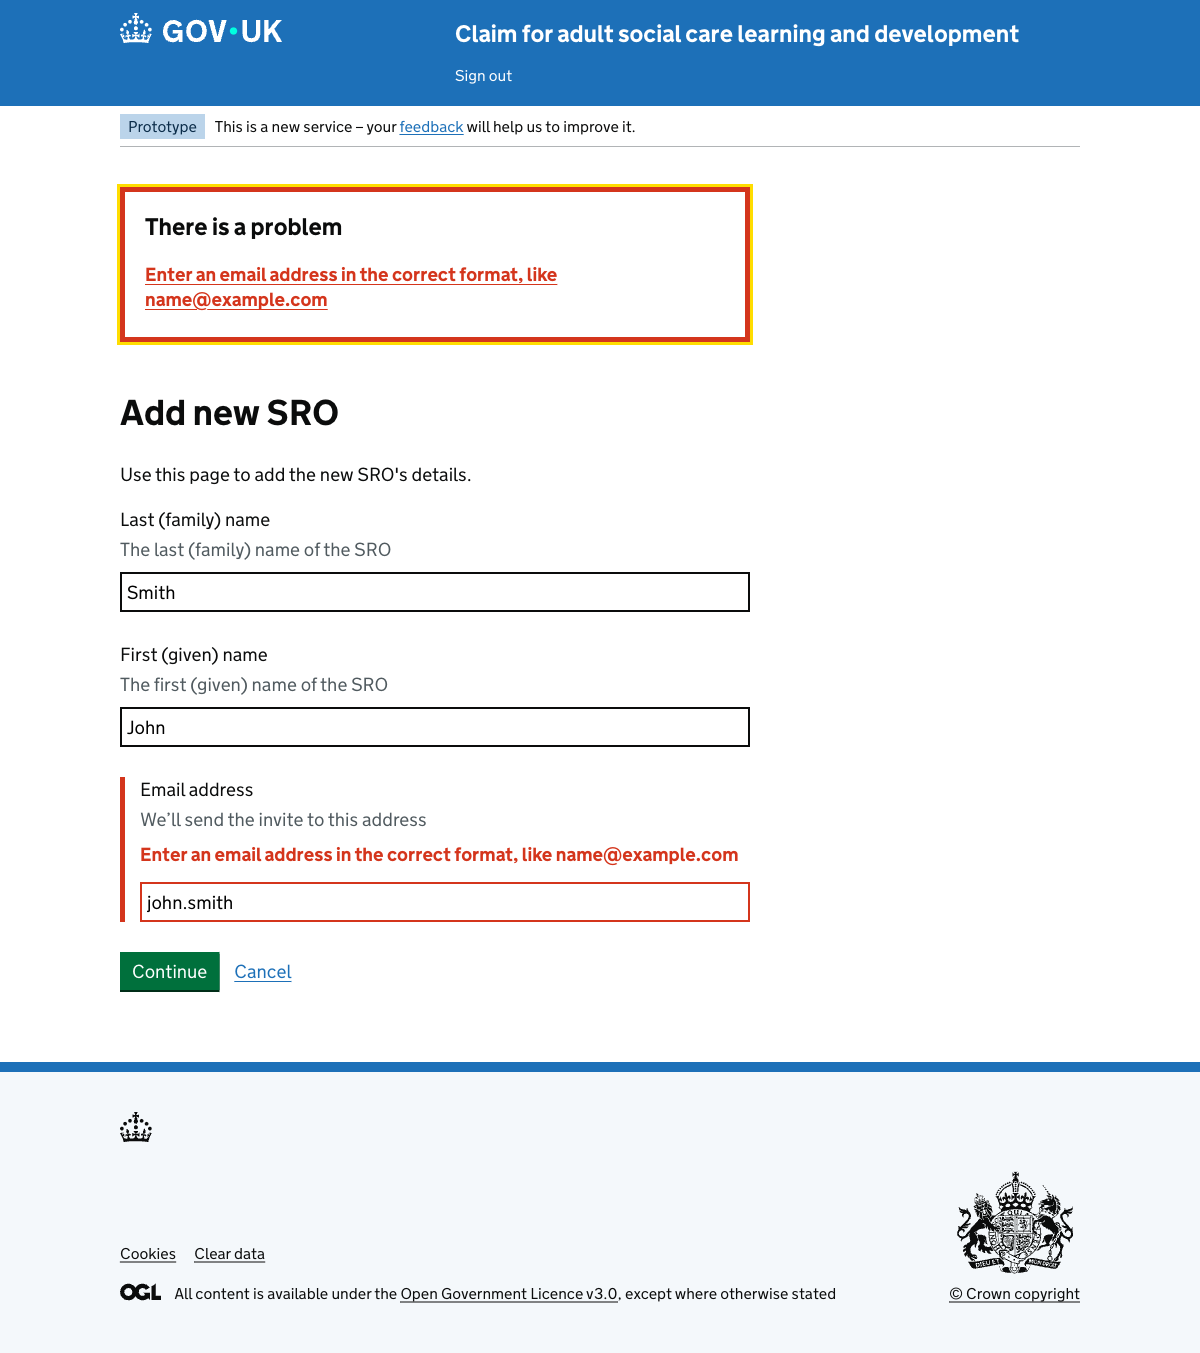 GOV·UK
Claim for adult social care learning and development
Sign out
Prototype
This is a new service – your feedback will help us to improve it.
There is a problem
Enter an email address in the correct format, like
name@example.com
Add new SRO
Use this page to add the new SRO's details.
Last (family) name
The last (family) name of the SRO
Smith
First (given) name
The first (given) name of the SRO
John
Email address
We’ll send the invite to this address
Enter an email address in the correct format, like name@example.com
john.smith
Continue
Cancel
Cookies
Clear data
OGL
All content is available under the Open Government Licence v3.0, except where otherwise stated
© Crown copyright